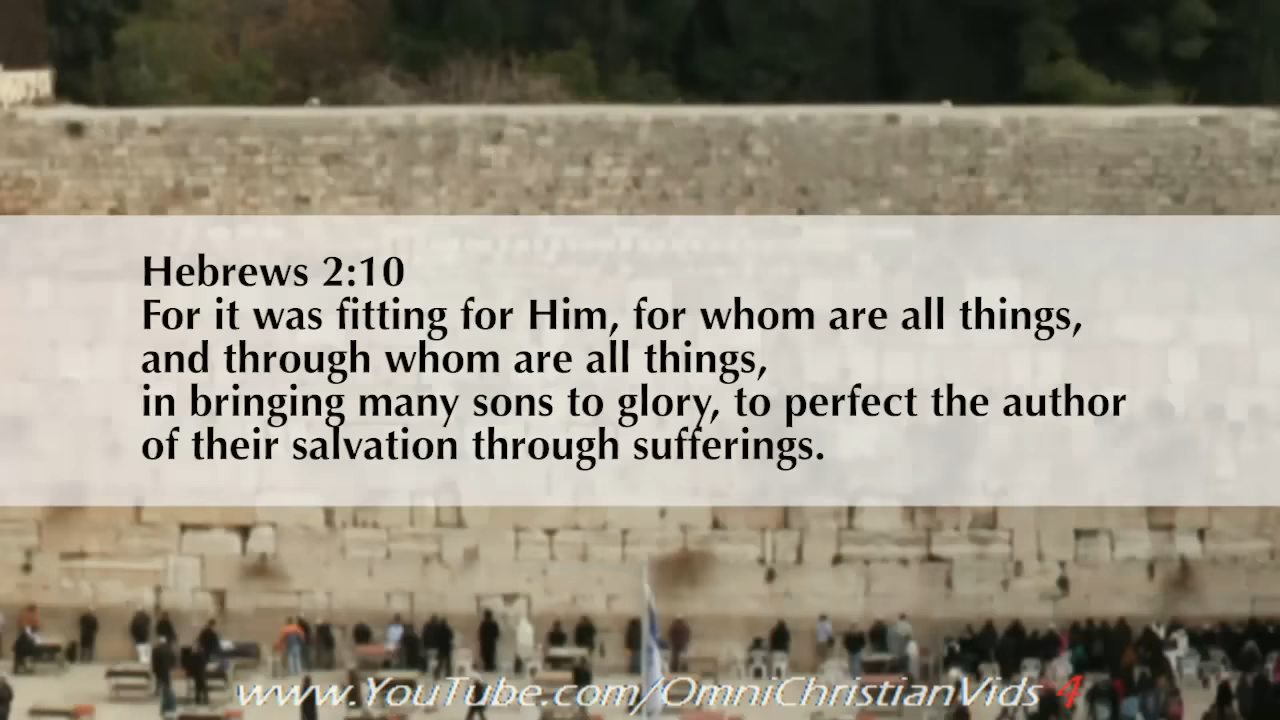 Hebrews 2:10
For it was fitting for Him, for whom are all things,
and through whom are all things,
in bringing many sons to glory, to perfect the author
of their salvation through sufferings.
www.YouTube.com/OmniChristianVids 4